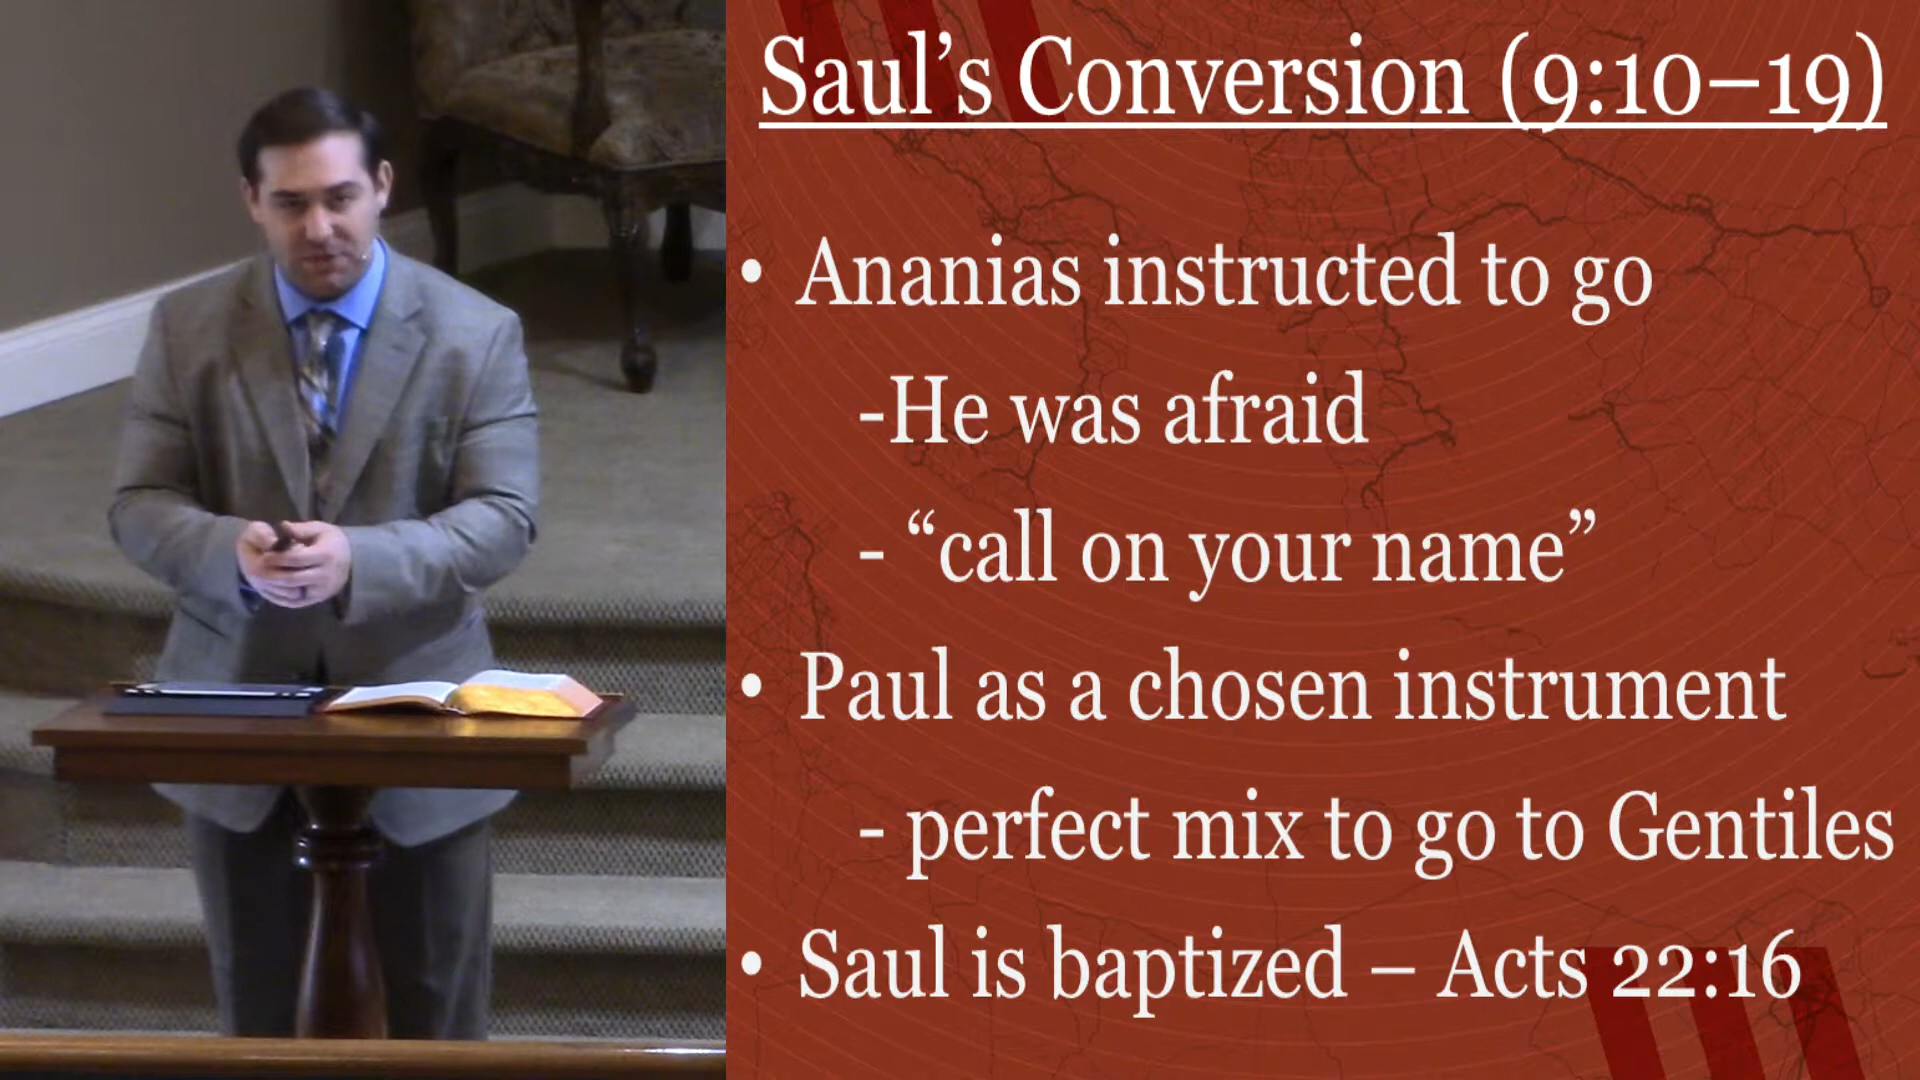 Saul’s Conversion (9:10–19)
• Ananias instructed to go
-He was afraid
- “call on your name”
• Paul as a chosen instrument
- perfect mix to go to Gentiles
• Saul is baptized – Acts 22:16